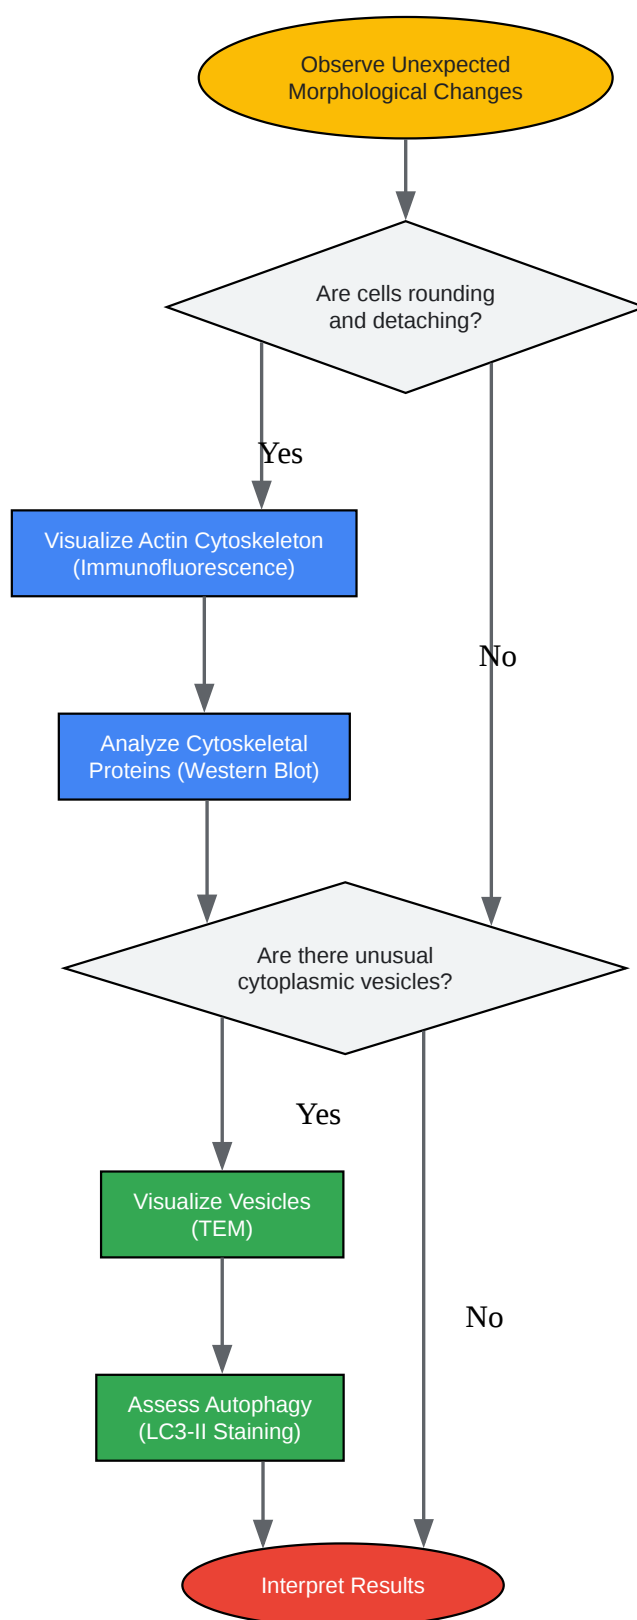 Observe Unexpected
Morphological Changes
Are cells rounding
and detaching?
Yes
Visualize Actin Cytoskeleton
(Immunofluorescence)
No
Analyze Cytoskeletal
Proteins (Western Blot)
Are there unusual
cytoplasmic vesicles?
Yes
Visualize Vesicles
(TEM)
No
Assess Autophagy
(LC3-II Staining)
Interpret Results